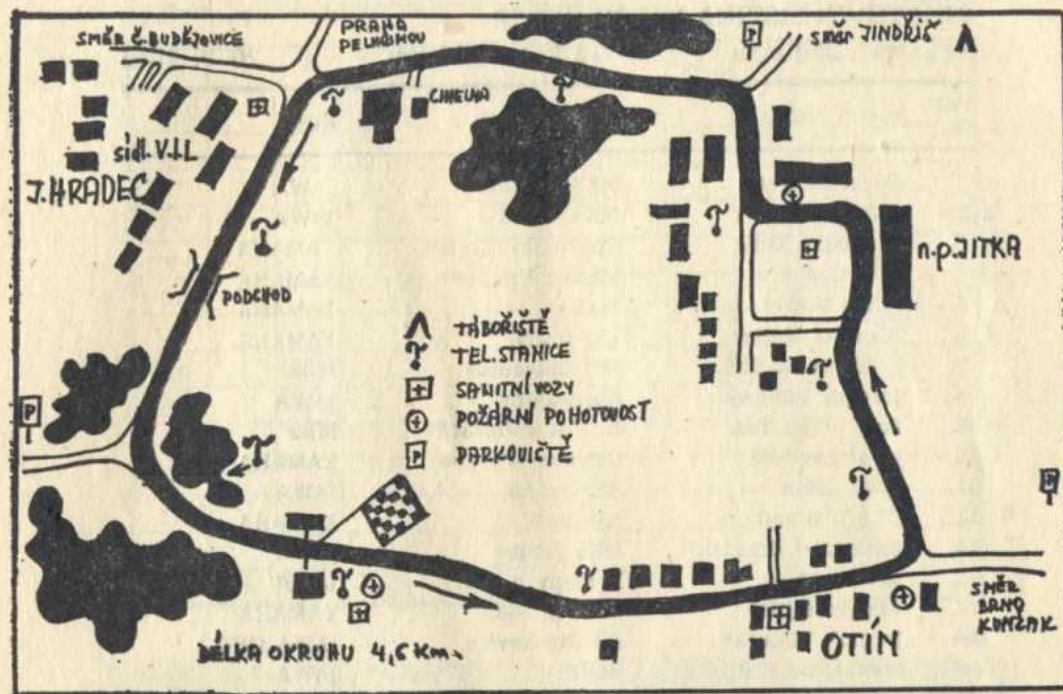 SMĚR Č. BUDĚJOVICE
PRAHA
PELHŘIMOV
P
směr JINDŘIŠ
CIHELNA
sídl. V.I.L
J. HRADEC
n.p. JITKA
PODCHOD
TÁBOŘIŠTĚ
TEL. STANICE
SANITNÍ VOZY
POŽÁRNÍ POHOTOVOST
P PARKOVIŠTĚ
P
P
SMĚR
BRNO
KUNŽAK
OTÍN
DÉLKA OKRUHU 4,6 Km.